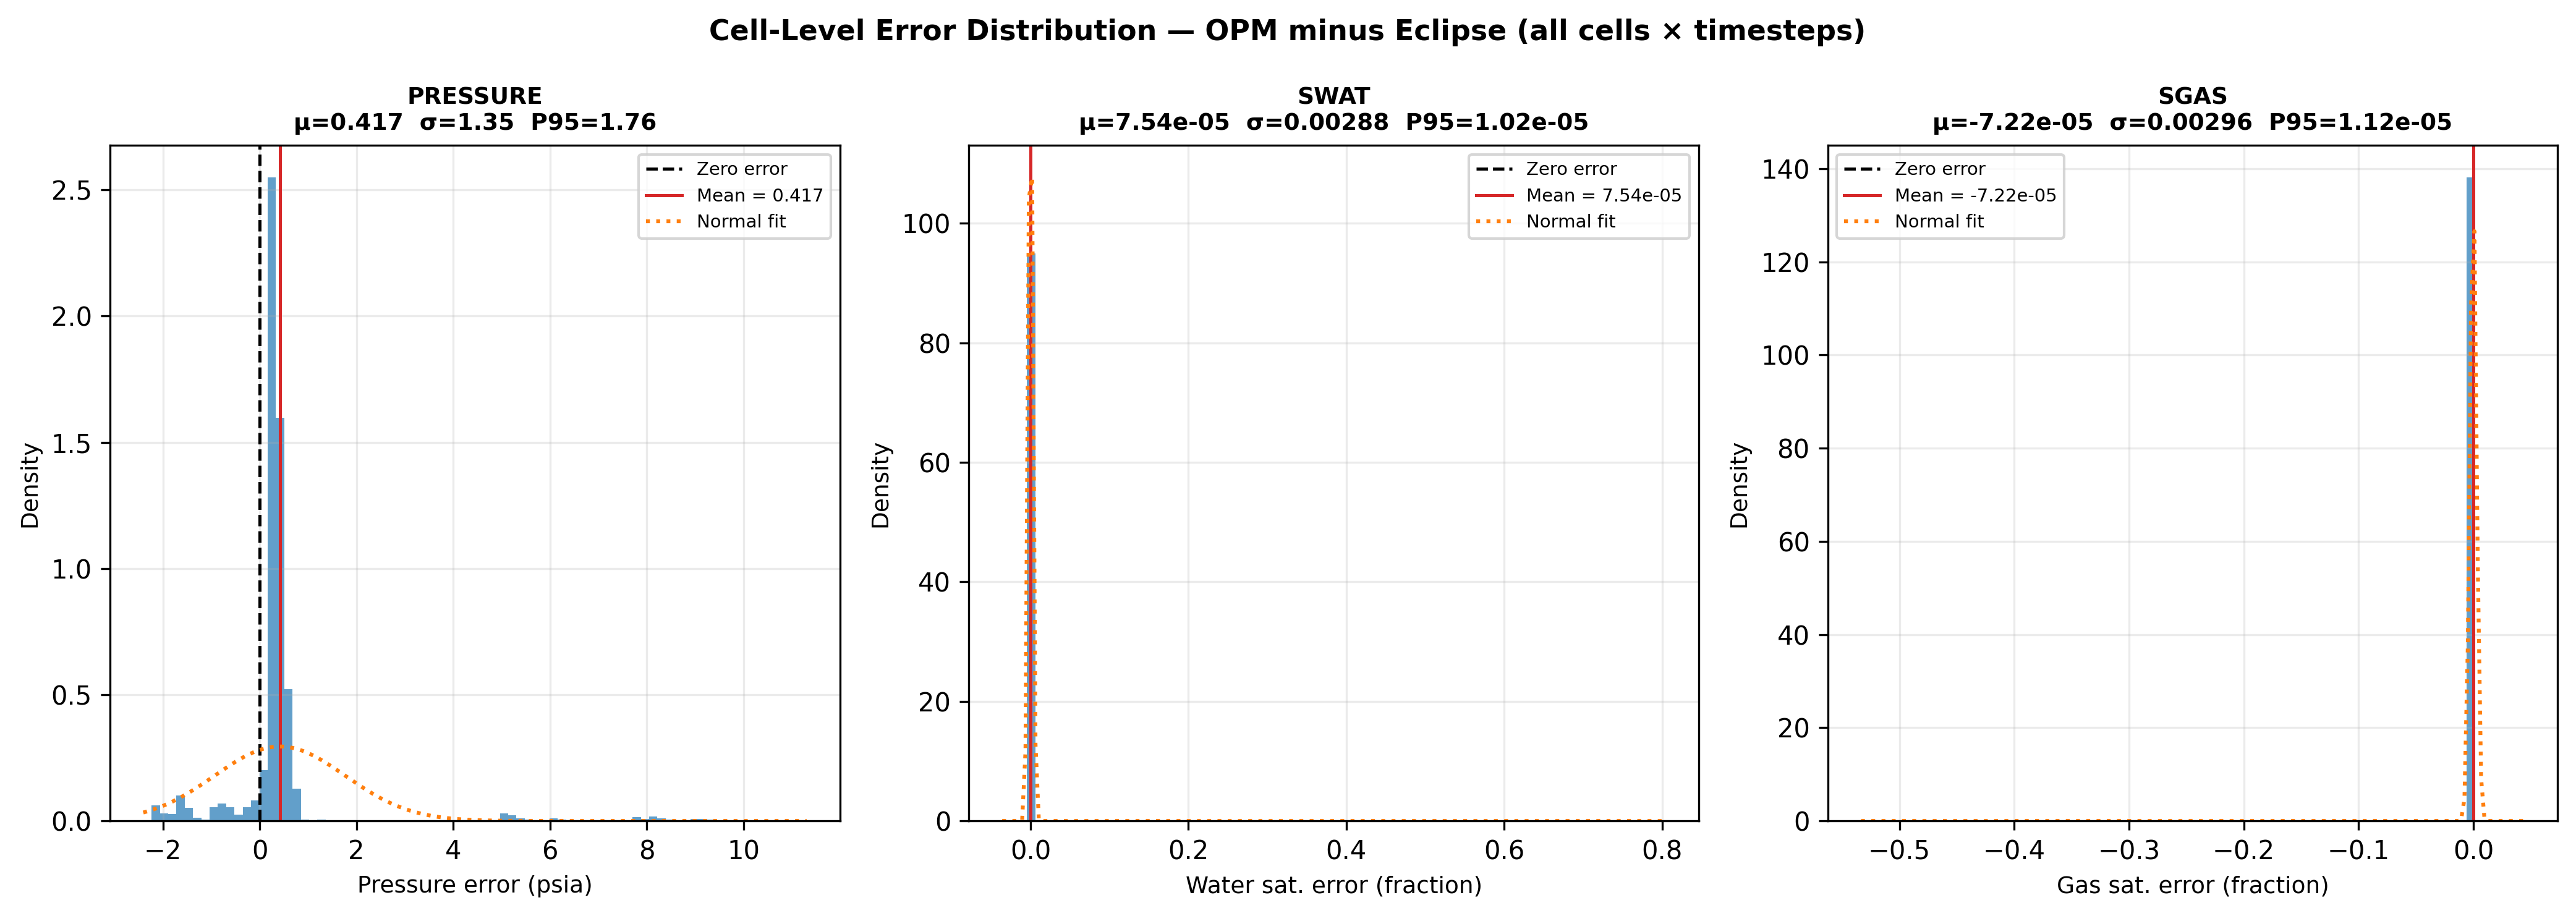 Cell-Level Error Distribution — OPM minus Eclipse (all cells × timesteps)
PRESSURE
μ=0.417  σ=1.35  P95=1.76
2.5
2.0
1.5
1.0
0.5
0.0
Density
−2
0
2
4
6
8
10
Pressure error (psia)
Zero error
Mean = 0.417
Normal fit
SWAT
μ=7.54e-05  σ=0.00288  P95=1.02e-05
100
80
60
40
20
0
Density
0.0
0.2
0.4
0.6
0.8
Water sat. error (fraction)
Zero error
Mean = 7.54e-05
Normal fit
SGAS
μ=-7.22e-05  σ=0.00296  P95=1.12e-05
140
120
100
80
60
40
20
0
Density
−0.5
−0.4
−0.3
−0.2
−0.1
0.0
Gas sat. error (fraction)
Zero error
Mean = -7.22e-05
Normal fit